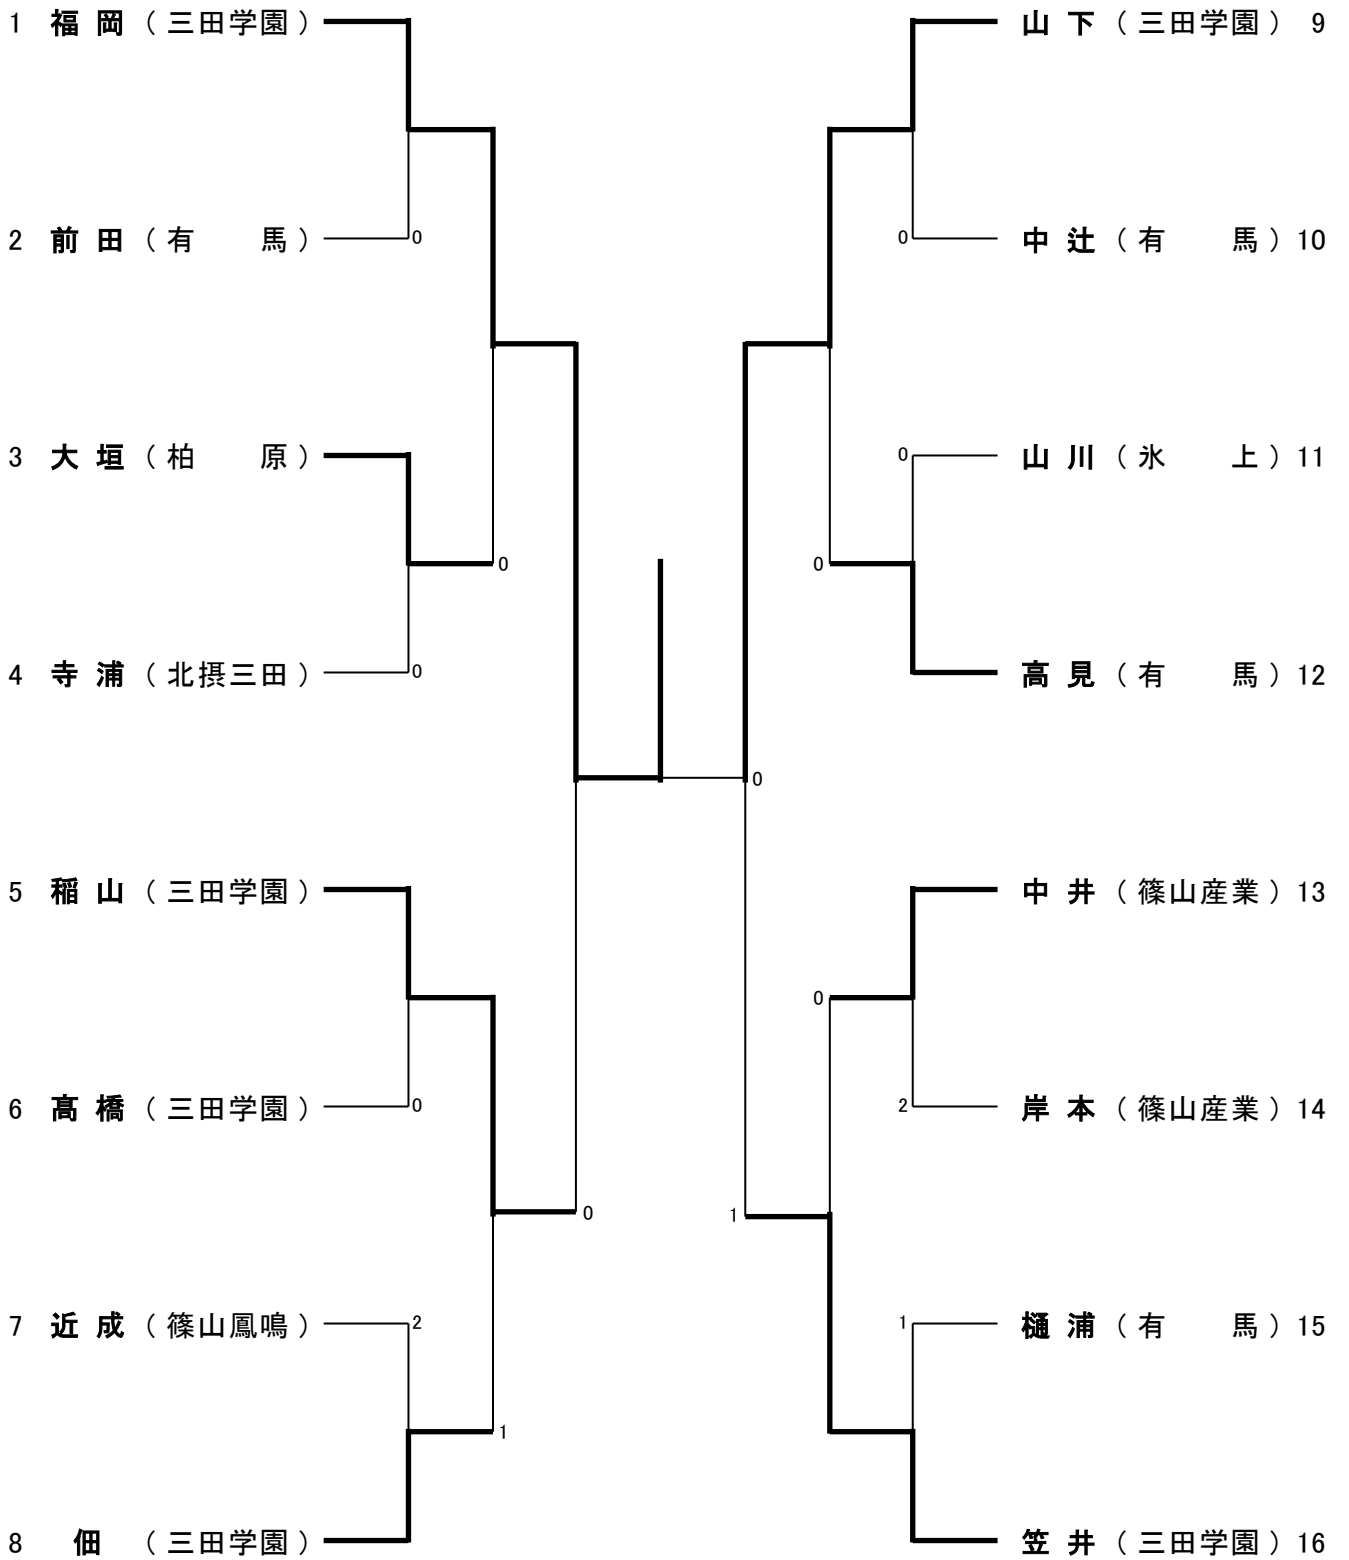 1 福岡（三田学園）
2 前田（有　　馬）
0
3 大垣（柏　　原）
0
4 寺浦（北摂三田）
0
5 稲山（三田学園）
6 髙橋（三田学園）
0
0
7 近成（篠山鳳鳴）
2
1
8 佃（三田学園）
0
山下（三田学園）9
0
中辻（有　　馬）10
0
山川（氷　　上）11
0
高見（有　　馬）12
中井（篠山産業）13
0
2
岸本（篠山産業）14
1
1
樋浦（有　　馬）15
笠井（三田学園）16